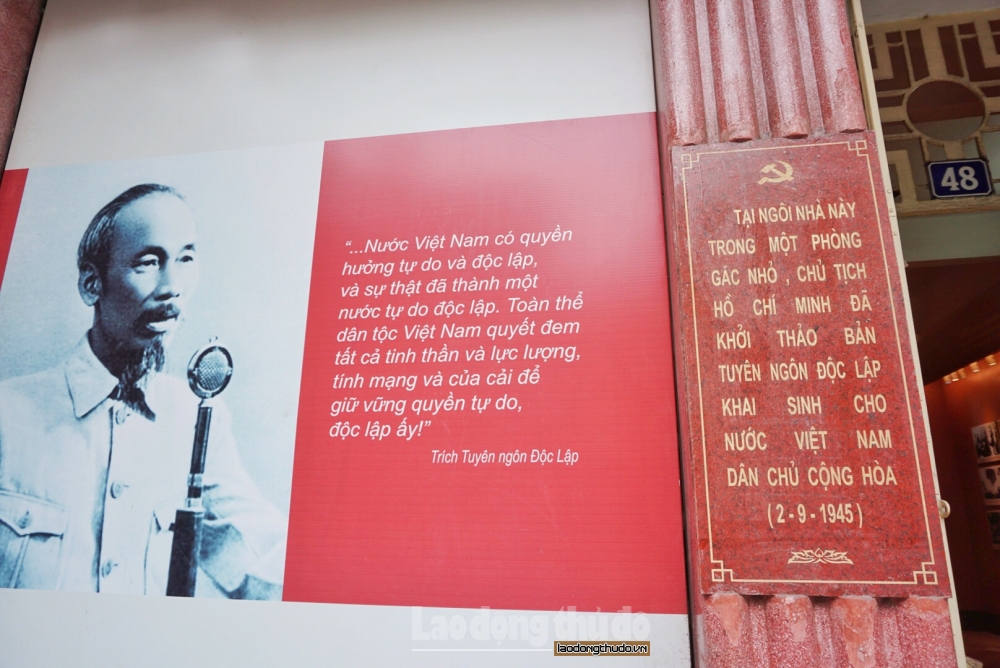 “...Nước Việt Nam có quyền
hưởng tự do và độc lập,
và sự thật đã thành một
nước tự do độc lập. Toàn thể
dân tộc Việt Nam quyết đem
tất cả tinh thần và lực lượng,
tính mạng và của cải để
giữ vững quyền tự do,
độc lập ấy!”
Trích Tuyên ngôn Độc Lập
48
TẠI NGÔI NHÀ NÀY
TRONG MỘT PHÒNG
GÁC NHỎ , CHỦ TỊCH
HỒ CHÍ MINH ĐÃ
KHỞI THẢO BẢN
TUYÊN NGÔN ĐỘC LẬP
KHAI SINH CHO
NƯỚC VIỆT NAM
DÂN CHỦ CỘNG HÒA
( 2 - 9 - 1945 )
Lao động thủ đô
laodongthudo.vn